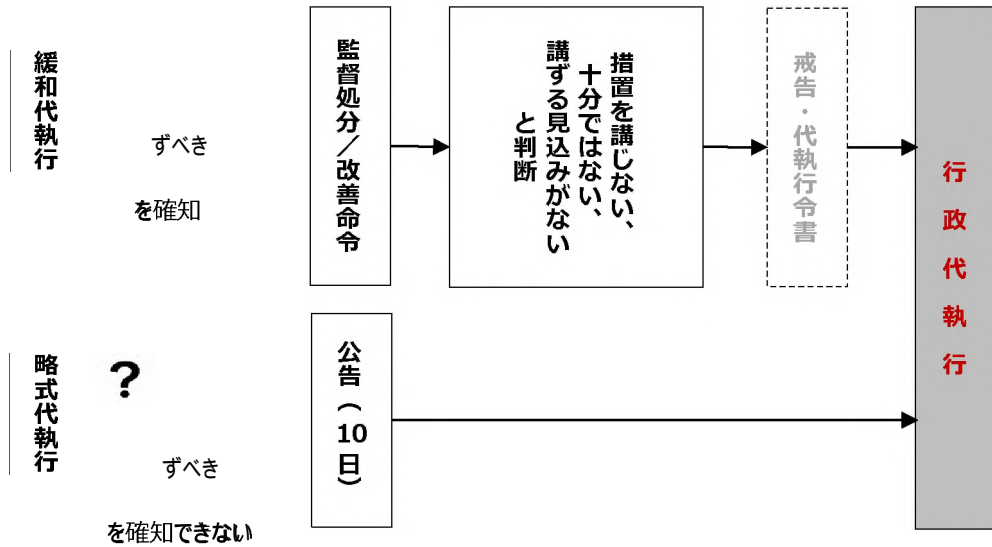 緩和代執行
ずべき
を確知
監督処分／改善命令
措置を講じない、
十分ではない、
講ずる見込みがない
と判断
戒告・代執行令書
行政代執行
略式代執行
？
ずべき
を確知できない
公告（10日）